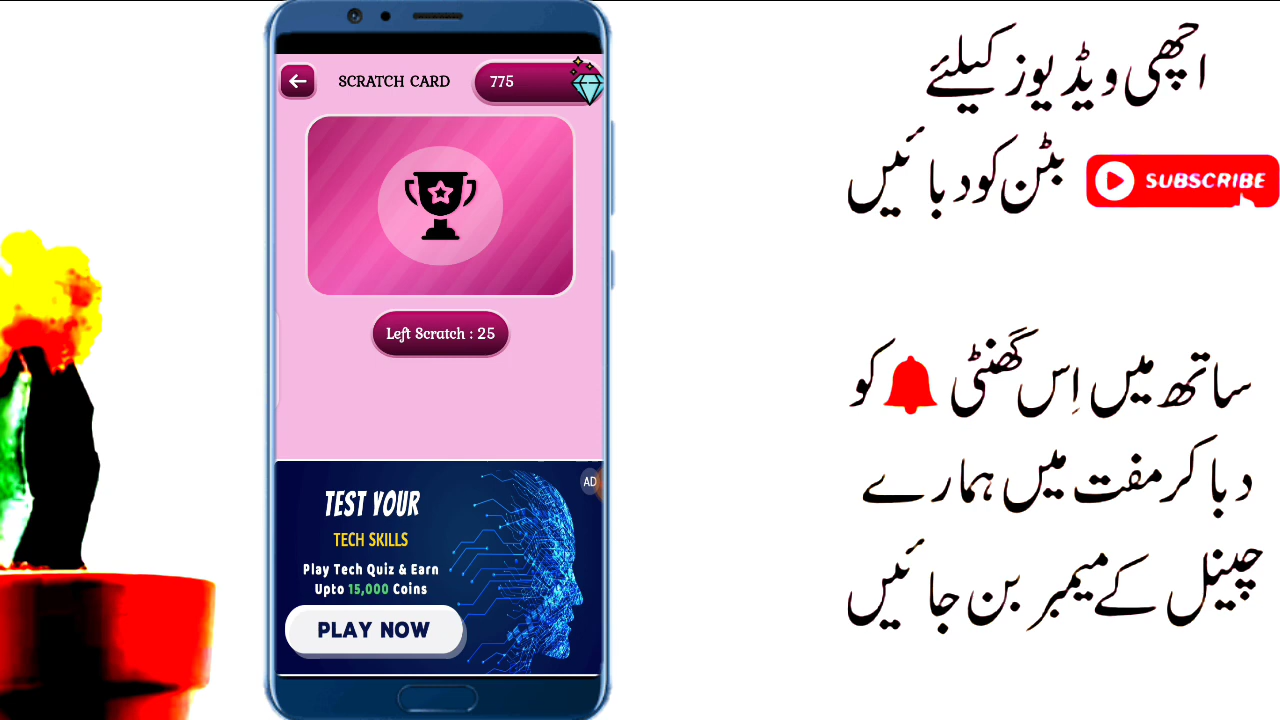 SCRATCH CARD
775
Left Scratch : 25
AD
TEST YOUR
TECH SKILLS
Play Tech Quiz & Earn
Upto 15,000 Coins
PLAY NOW
اچھی ویڈیوز کیلئے
SUBSCRIBE بٹن کو دبائیں
ساتھ میں اِس گھنٹی کو
دبا کر مفت میں ہمارے
چینل کے میمبر بن جائیں